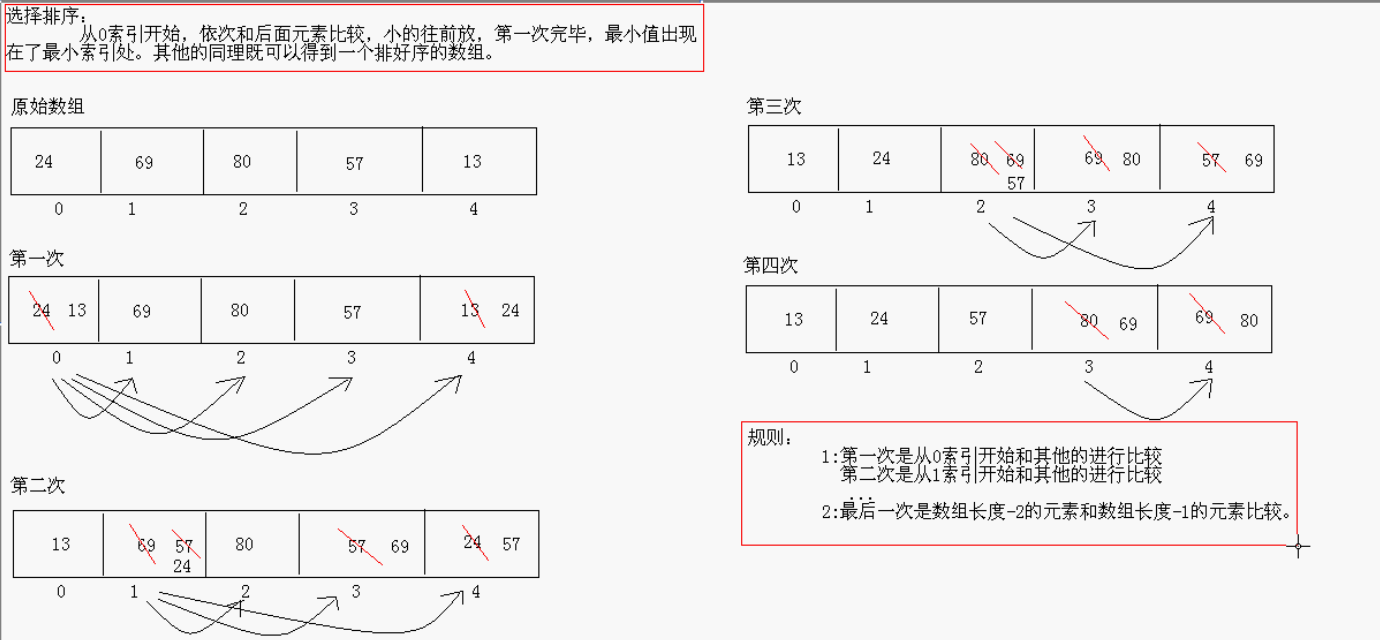 选择排序:
从0索引开始，依次和后面元素比较，小的往前放，第一次完毕，最小值出现
在了最小索引处。其他的同理既可以得到一个排好序的数组。
原始数组
24 69 80 57 13
0 1 2 3 4
第一次
24 13 69 80 57 13 24
0 1 2 3 4
第二次
13 69 57 80 57 69 24 57
24
0 1 2 3 4
第三次
13 24 80 69 69 80 57 69
57
0 1 2 3 4
第四次
13 24 57 80 69 69 80
0 1 2 3 4
规则:
1:第一次是从0索引开始和其他的进行比较
第二次是从1索引开始和其他的进行比较
...
2:最后一次是数组长度-2的元素和数组长度-1的元素比较。